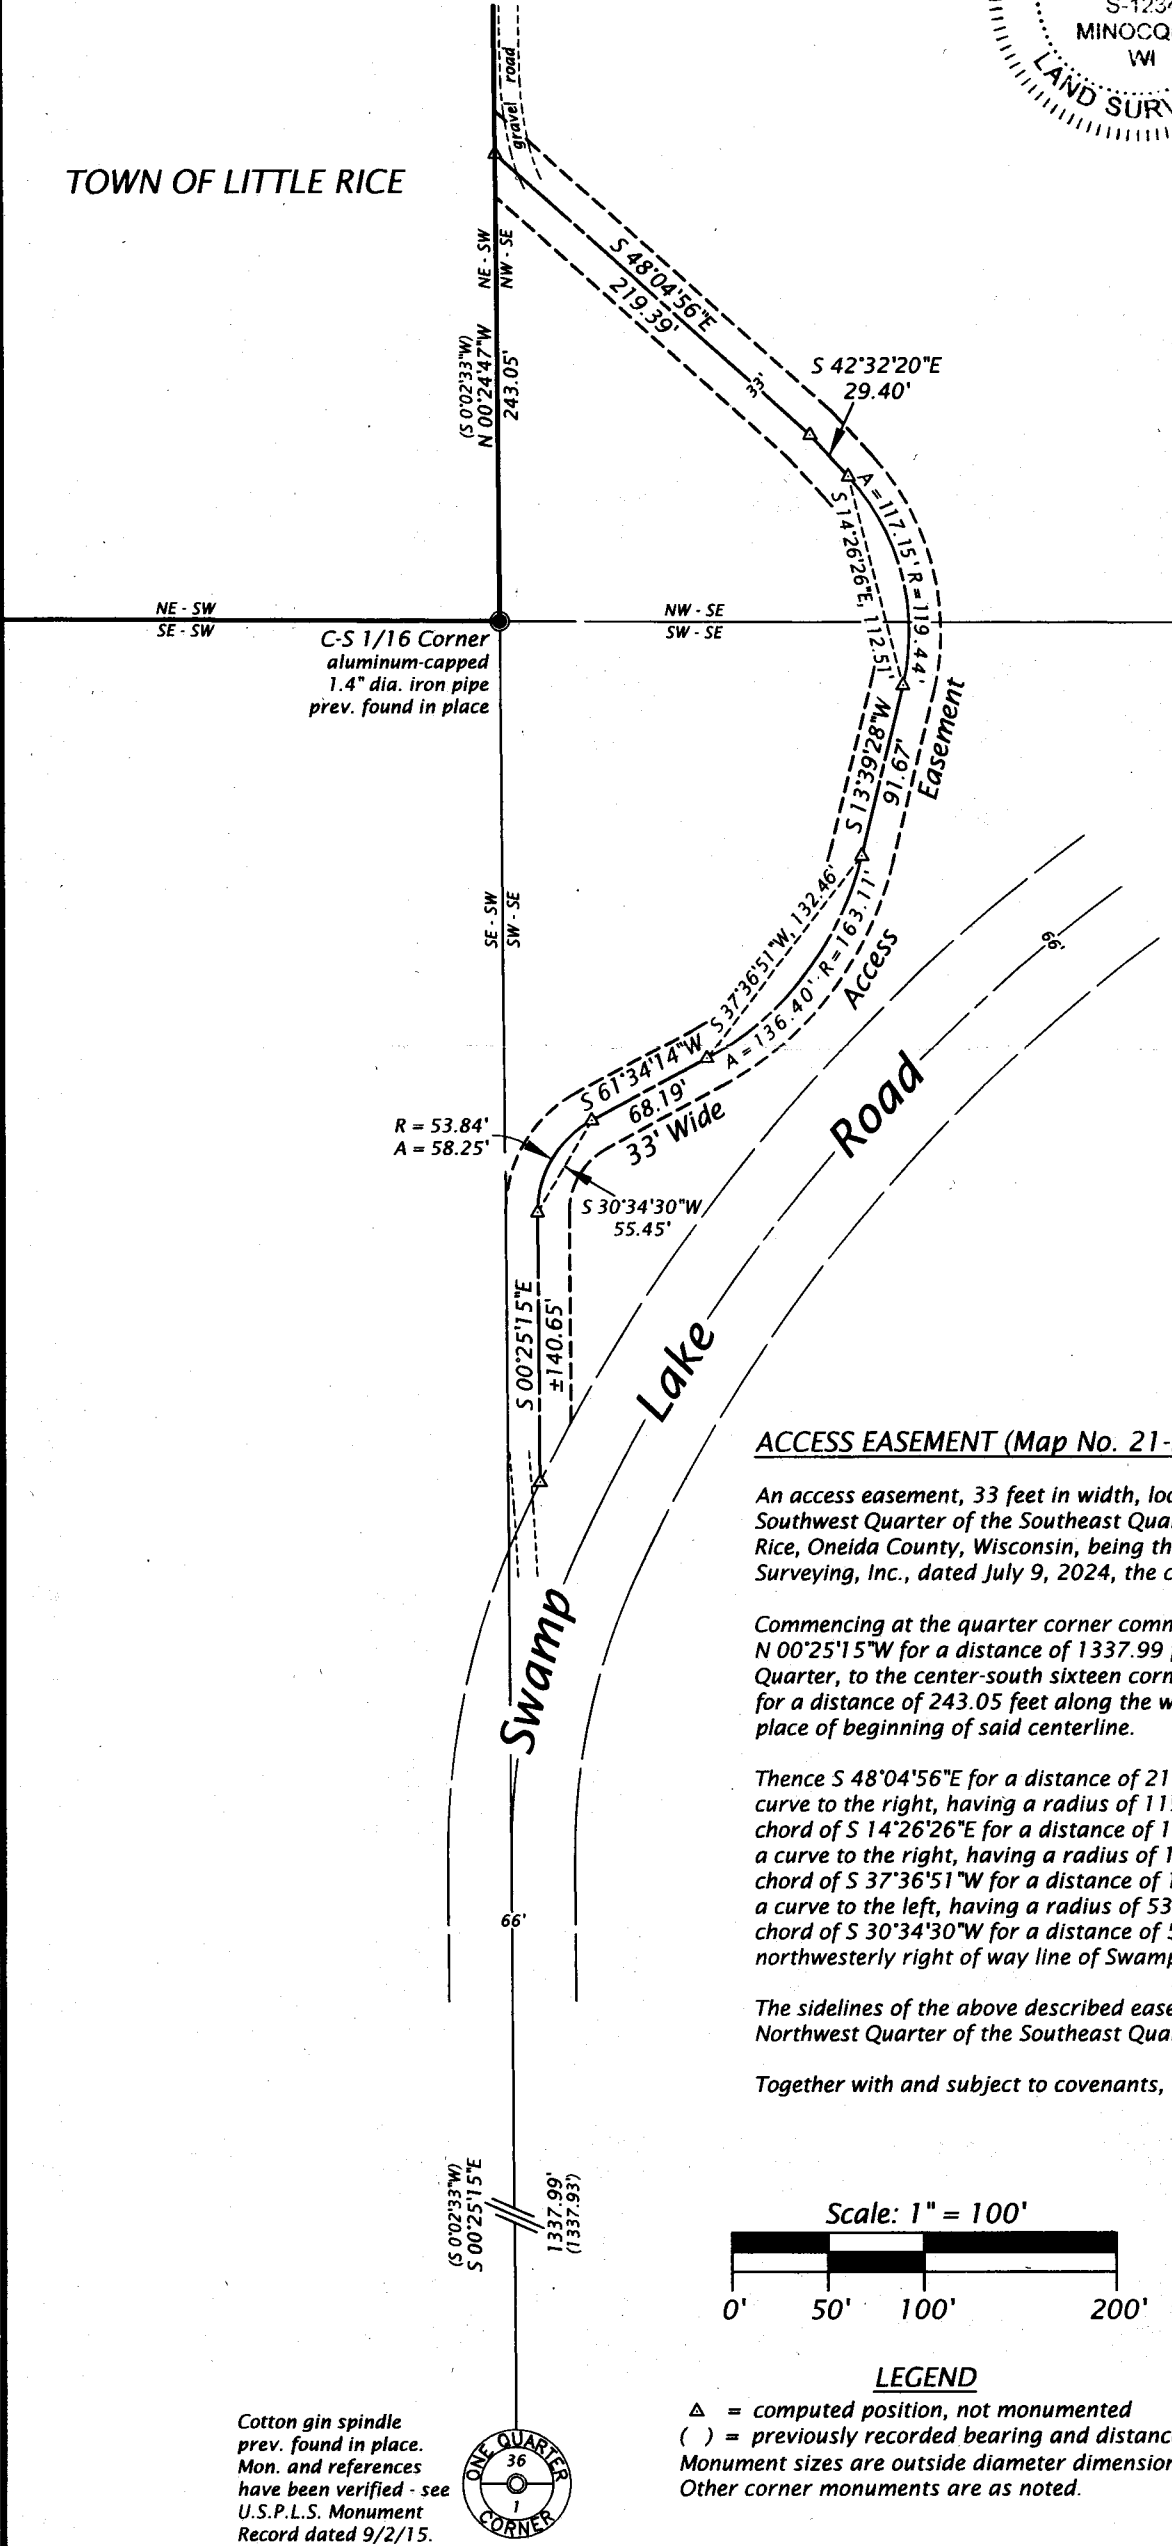 S-1234
MINOCQ
WI
LAND SURV
gravel road
TOWN OF LITTLE RICE
NE - SW
NW - SE
S 48°04'56"E
219.39'
33'
(S 0°02'33"W)
N 00°24'47"W
243.05'
S 42°32'20"E
29.40'
A = 117.15' R = 119.44'
S 14°26'26"E, 112.51'
NE - SW
SE - SW
NW - SE
SW - SE
C-S 1/16 Corner
aluminum-capped
1.4" dia. iron pipe
prev. found in place
S 13°39'28"W
91.67'
Easement
SE - SW
SW - SE
S 37°36'51"W, 132.46'
A = 136.40' R = 163.11'
Access
66'
S 61°34'14"W
68.19'
33' Wide
R = 53.84'
A = 58.25'
S 30°34'30"W
55.45'
Road
S 00°25'15"E
±140.65'
Lake
Swamp
66'
ACCESS EASEMENT (Map No. 21-
An access easement, 33 feet in width, loc
Southwest Quarter of the Southeast Qua
Rice, Oneida County, Wisconsin, being th
Surveying, Inc., dated July 9, 2024, the c
Commencing at the quarter corner comm
N 00°25'15"W for a distance of 1337.99
Quarter, to the center-south sixteen corn
for a distance of 243.05 feet along the w
place of beginning of said centerline.
Thence S 48°04'56"E for a distance of 21
curve to the right, having a radius of 11
chord of S 14°26'26"E for a distance of 1
a curve to the right, having a radius of 1
chord of S 37°36'51"W for a distance of 1
a curve to the left, having a radius of 53
chord of S 30°34'30"W for a distance of 5
northwesterly right of way line of Swamp
The sidelines of the above described ease
Northwest Quarter of the Southeast Qua
Together with and subject to covenants,
(S 0°02'33"W)
S 00°25'15"E
1337.99'
(1337.93')
Scale: 1" = 100'
0' 50' 100' 200'
LEGEND
△ = computed position, not monumented
( ) = previously recorded bearing and distanc
Monument sizes are outside diameter dimension
Other corner monuments are as noted.
Cotton gin spindle
prev. found in place.
Mon. and references
have been verified - see
U.S.P.L.S. Monument
Record dated 9/2/15.
ONE QUARTER
36
1
CORNER